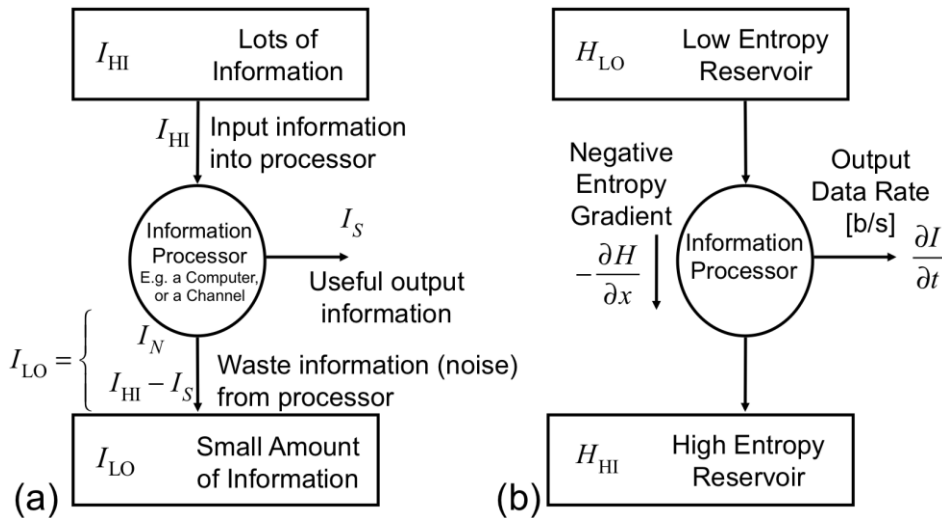 I_HI Lots of
Information
I_HI Input information
into processor
Information
Processor
E.g. a Computer,
or a Channel
I_S
Useful output
information
I_LO = { I_N
I_HI − I_S
Waste information (noise)
from processor
I_LO Small Amount
of Information
(a)
H_LO Low Entropy
Reservoir
Negative
Entropy
Gradient
−∂H/∂x
Information
Processor
Output
Data Rate
[b/s]
∂I/∂t
H_HI High Entropy
Reservoir
(b)